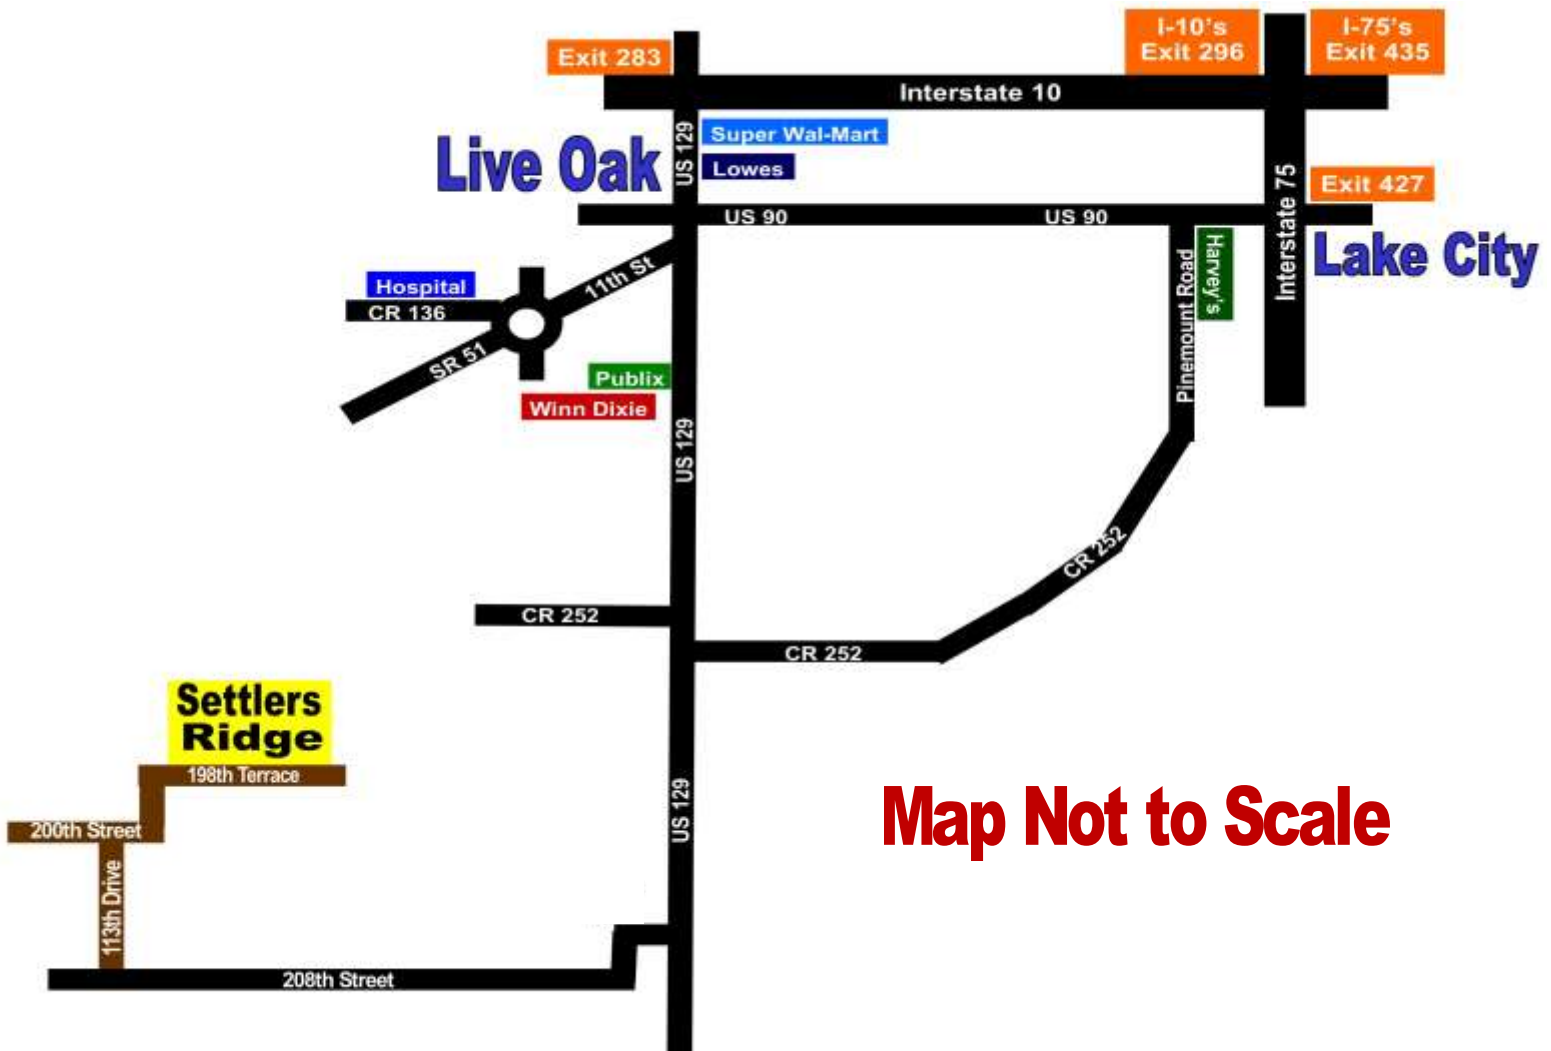 I-10's
Exit 296
I-75's
Exit 435
Exit 283
Interstate 10
Super Wal-Mart
US 129
Live Oak
Lowes
Exit 427
Interstate 75
US 90
US 90
Lake City
Harvey's
11th St
Hospital
CR 136
Pinemount Road
SR 51
Publix
Winn Dixie
US 129
CR 252
CR 252
CR 252
Settlers
Ridge
198th Terrace
US 129
Map Not to Scale
200th Street
113th Drive
208th Street